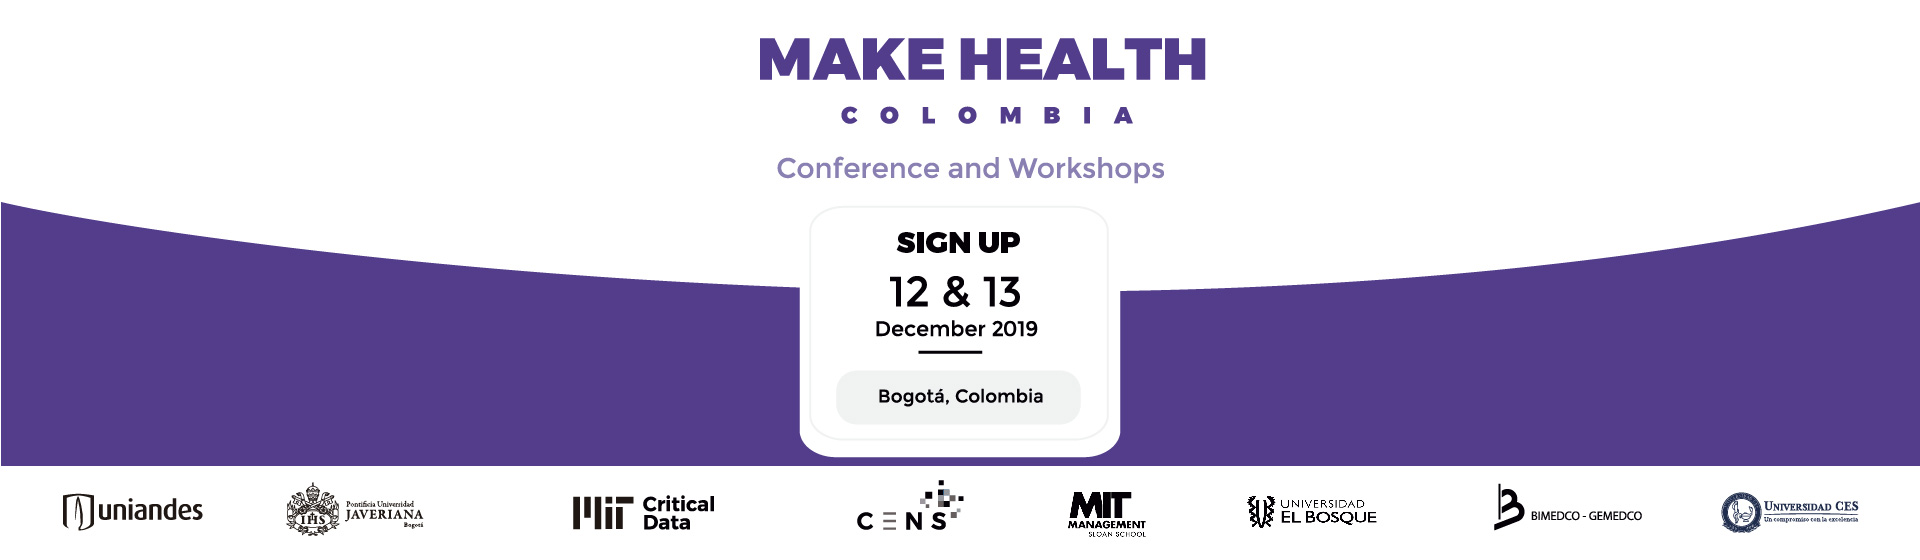 MAKE HEALTH
COLOMBIA
Conference and Workshops
SIGN UP
12 & 13
December 2019
Bogotá, Colombia
uniandes
Pontificia Universidad
JAVERIANA
Bogotá
IHS
MIT Critical
Data
CENS
MIT
MANAGEMENT
SLOAN SCHOOL
UNIVERSIDAD
EL BOSQUE
BIMEDCO - GEMEDCO
UNIVERSIDAD CES
Un compromiso con la excelencia